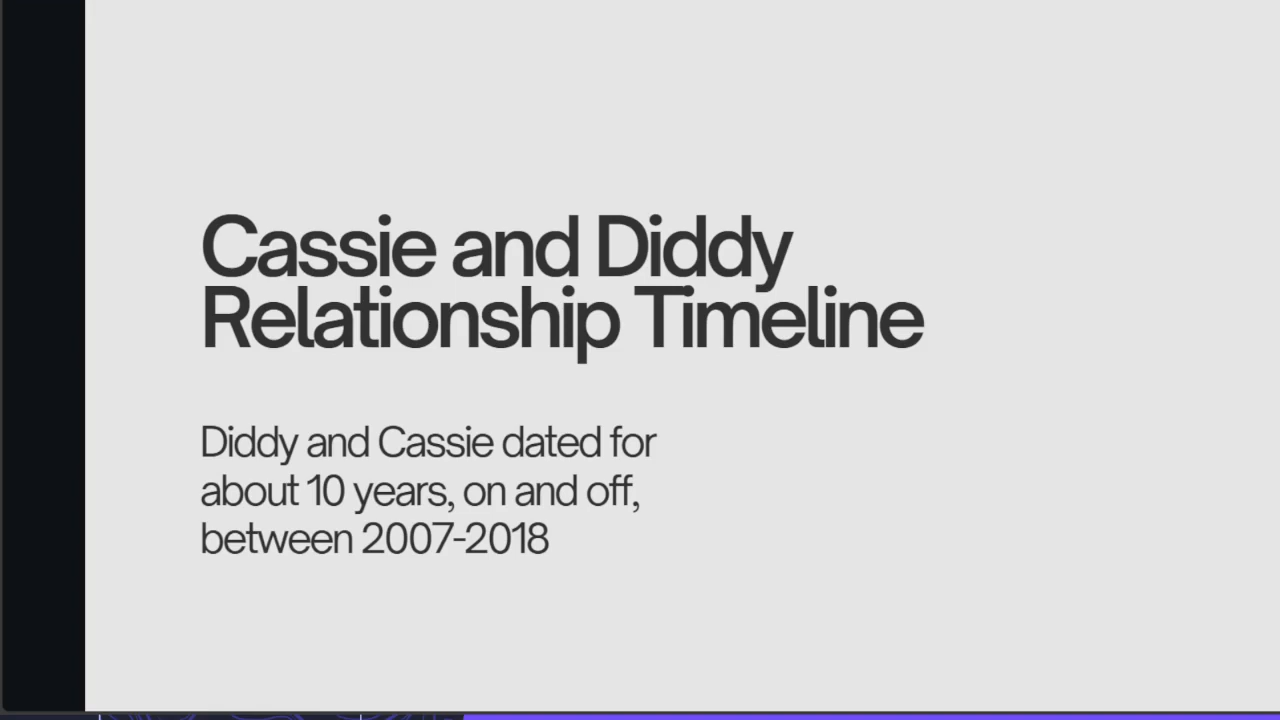 Cassie and Diddy
Relationship Timeline
Diddy and Cassie dated for
about 10 years, on and off,
between 2007-2018